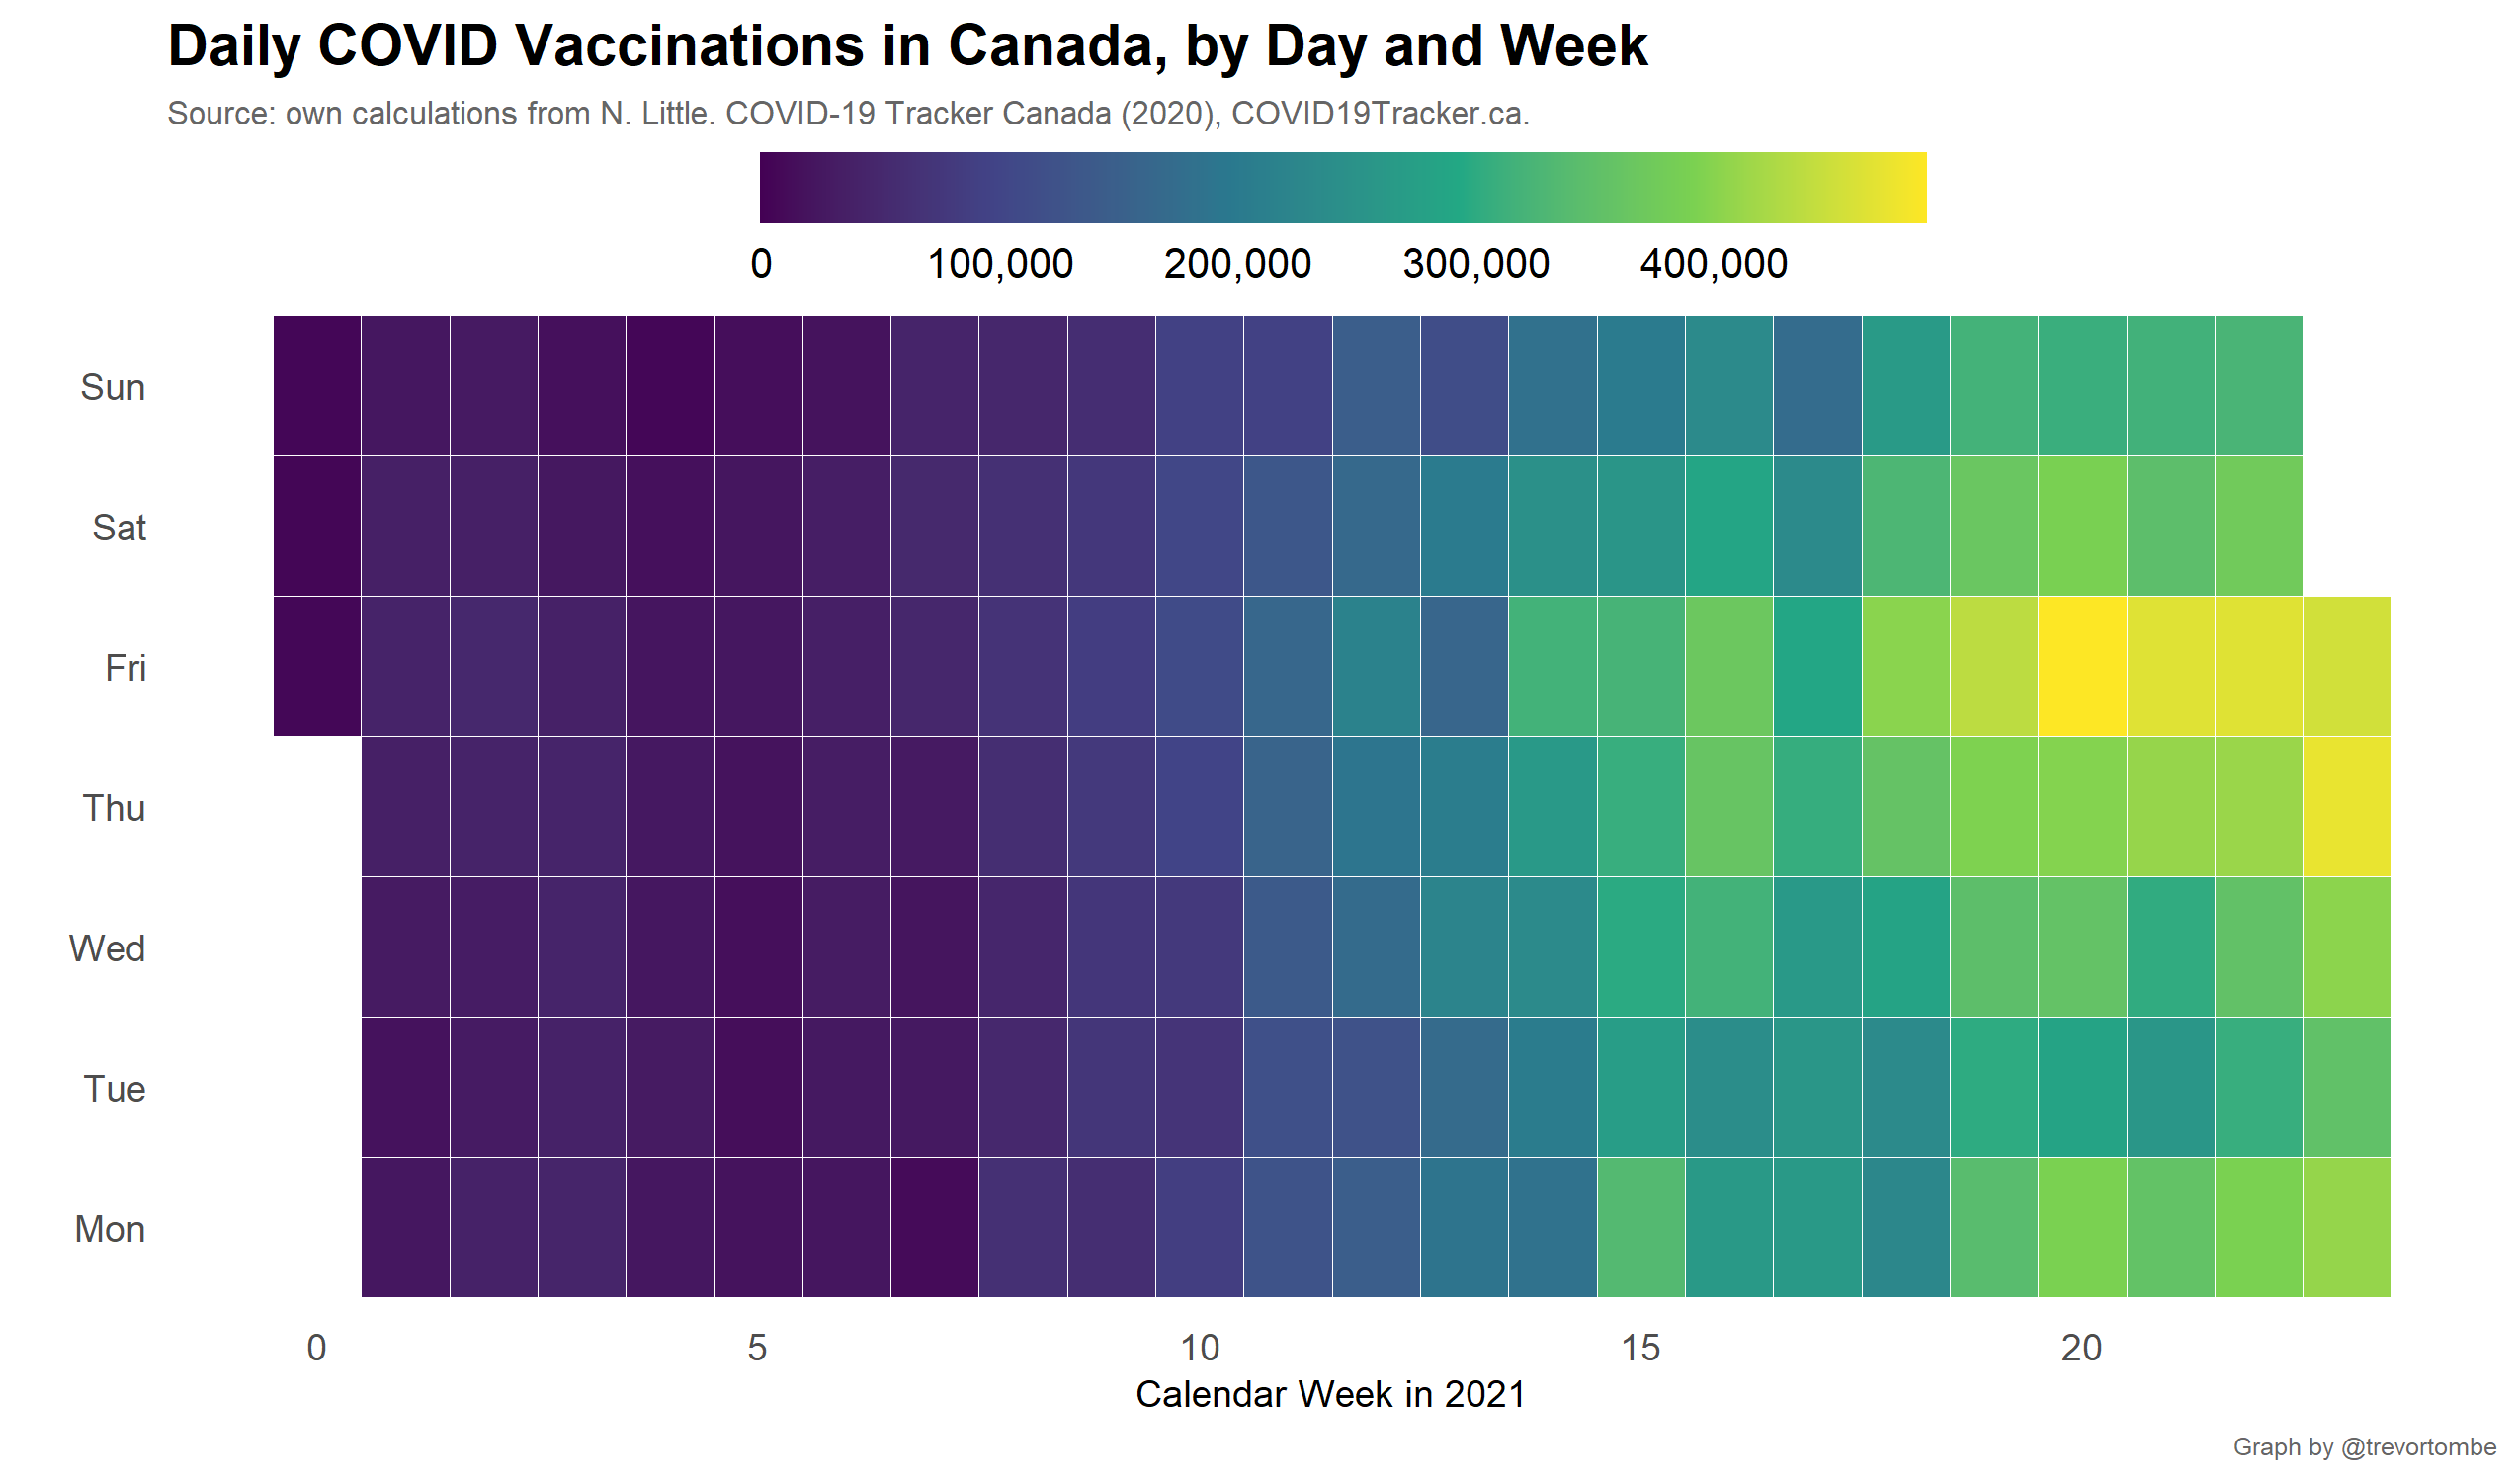 Daily COVID Vaccinations in Canada, by Day and Week
Source: own calculations from N. Little. COVID-19 Tracker Canada (2020), COVID19Tracker.ca.
0 100,000 200,000 300,000 400,000
Sun
Sat
Fri
Thu
Wed
Tue
Mon
0 5 10 15 20
Calendar Week in 2021
Graph by @trevortombe